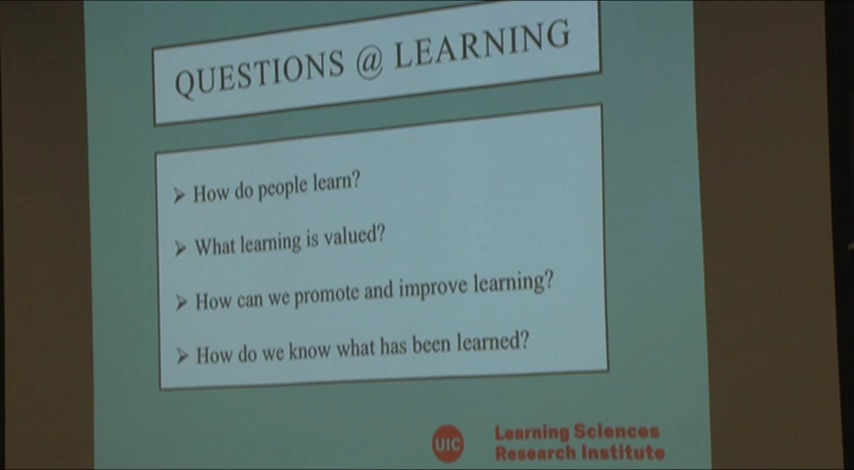 QUESTIONS @ LEARNING
➢ How do people learn?
➢ What learning is valued?
➢ How can we promote and improve learning?
➢ How do we know what has been learned?
UIC
Learning Sciences
Research Institute